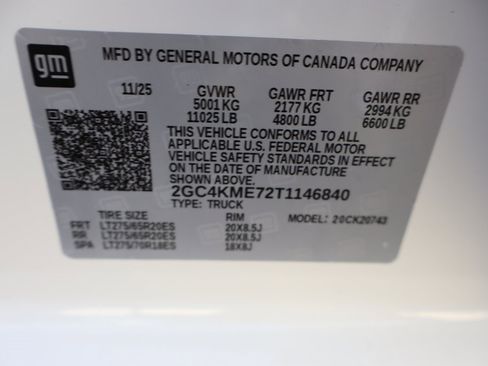 gm
MFD BY GENERAL MOTORS OF CANADA COMPANY
11/25 GVWR GAWR FRT GAWR RR
5001 KG 2177 KG 2994 KG
11025 LB 4800 LB 6600 LB
THIS VEHICLE CONFORMS TO ALL
APPLICABLE U.S. FEDERAL MOTOR
VEHICLE SAFETY STANDARDS IN EFFECT
ON THE DATE OF MANUFACTURE
SHOWN ABOVE.
2GC4KME72T1146840
TYPE: TRUCK
TIRE SIZE RIM MODEL: 20CK20743
FRT LT275/65R20ES 20X8.5J
RR LT275/65R20ES 20X8.5J
SPA LT275/70R18ES 18X8J